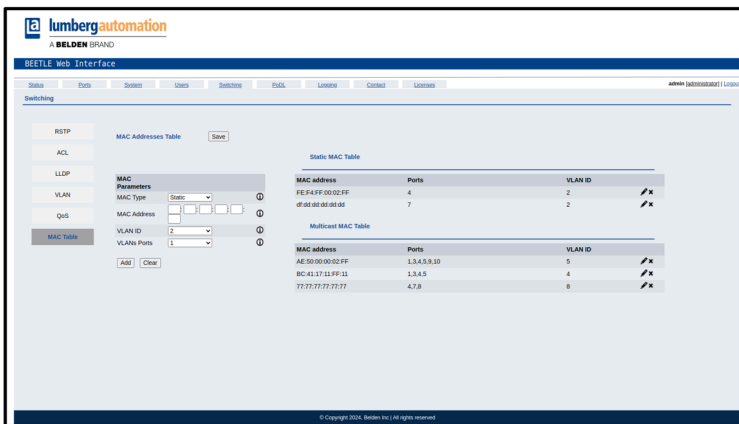 la lumbergautomation
A BELDEN BRAND
BEETLE Web Interface
Status Ports System Users Switching PoDL Logging Contact Licenses admin [administrator] | Logout
Switching
RSTP
ACL
LLDP
VLAN
QoS
MAC Table
MAC Addresses Table Save
MAC Parameters
MAC Type Static
MAC Address : : : : :
VLAN ID 2
VLANs Ports 1
Add Clear
Static MAC Table
MAC address Ports VLAN ID
FE:F4:FF:00:02:FF 4 2
df:dd:dd:dd:dd:dd 7 2
Multicast MAC Table
MAC address Ports VLAN ID
AE:50:00:00:02:FF 1,3,4,5,9,10 5
BC:41:17:11:FF:11 1,3,4,5 4
77:77:77:77:77:77 4,7,8 8
© Copyright 2024, Belden Inc | All rights reserved